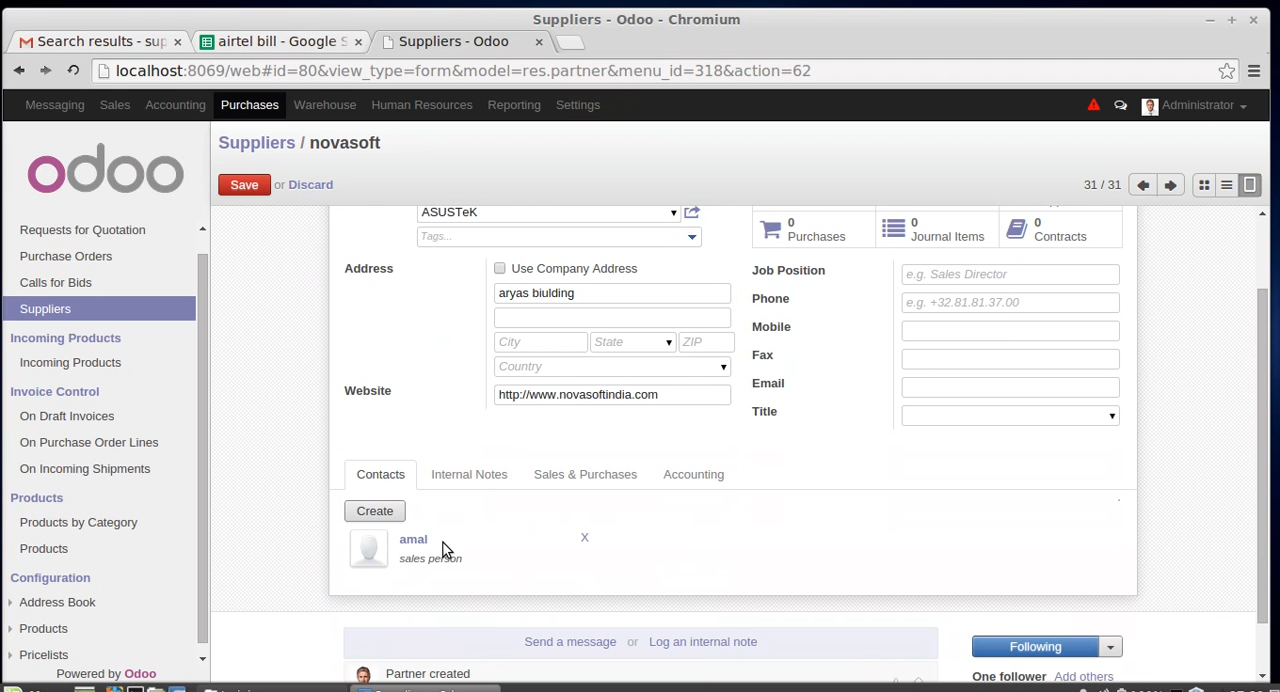 Suppliers - Odoo - Chromium
Search results - sup
airtel bill - Google S
Suppliers - Odoo
localhost:8069/web#id=80&view_type=form&model=res.partner&menu_id=318&action=62
Messaging Sales Accounting Purchases Warehouse Human Resources Reporting Settings Administrator
odoo
Suppliers / novasoft
Save or Discard
31 / 31
Requests for Quotation
Purchase Orders
Calls for Bids
Suppliers
Incoming Products
Incoming Products
Invoice Control
On Draft Invoices
On Purchase Order Lines
On Incoming Shipments
Products
Products by Category
Products
Configuration
Address Book
Products
Pricelists
Powered by Odoo
ASUSTeK
Tags...
0 Purchases
0 Journal Items
0 Contracts
Address
Use Company Address
aryas biulding
City State ZIP
Country
Website http://www.novasoftindia.com
Job Position e.g. Sales Director
Phone e.g. +32.81.81.37.00
Mobile
Fax
Email
Title
Contacts Internal Notes Sales & Purchases Accounting
Create
amal X
sales person
Send a message or Log an internal note
Following
Partner created
One follower Add others